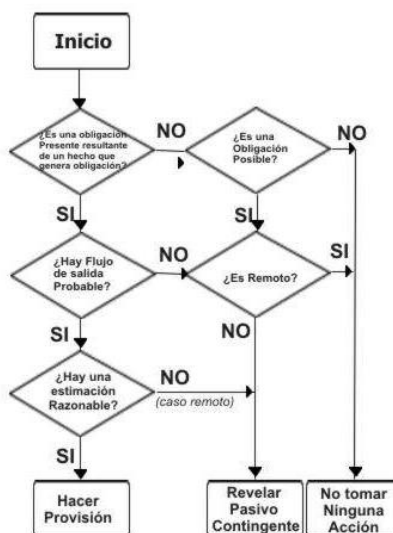 Inicio
¿Es una obligación
Presente resultante
de un hecho que
genera obligación?
NO
¿Es una
Obligación
Posible?
NO
SI
SI
¿Hay Flujo
de salida
Probable?
NO
¿Es Remoto?
SI
SI
NO
¿Hay una
estimación
Razonable?
NO
(caso remoto)
SI
Hacer
Provisión
Revelar
Pasivo
Contingente
No tomar
Ninguna
Acción